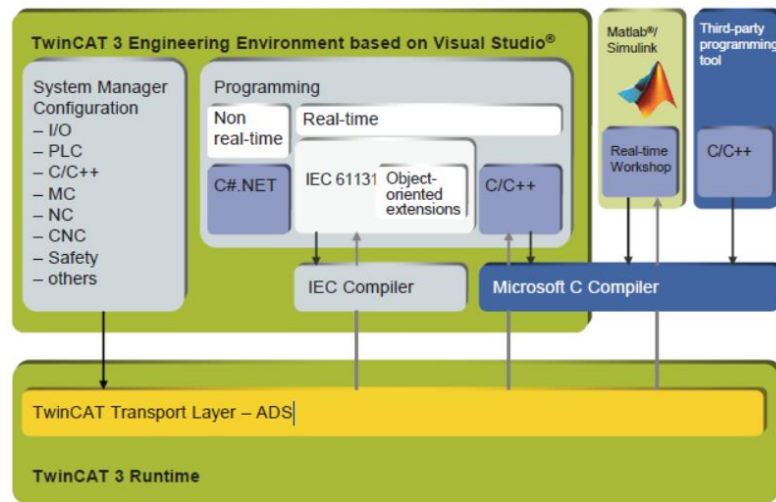 TwinCAT 3 Engineering Environment based on Visual Studio®
System Manager
Configuration
– I/O
– PLC
– C/C++
– MC
– NC
– CNC
– Safety
– others
Programming
Non
real-time
Real-time
C#.NET
IEC 61131
Object-
oriented
extensions
C/C++
IEC Compiler
Matlab®/
Simulink
Real-time
Workshop
Third-party
programming
tool
C/C++
Microsoft C Compiler
TwinCAT Transport Layer – ADS
TwinCAT 3 Runtime